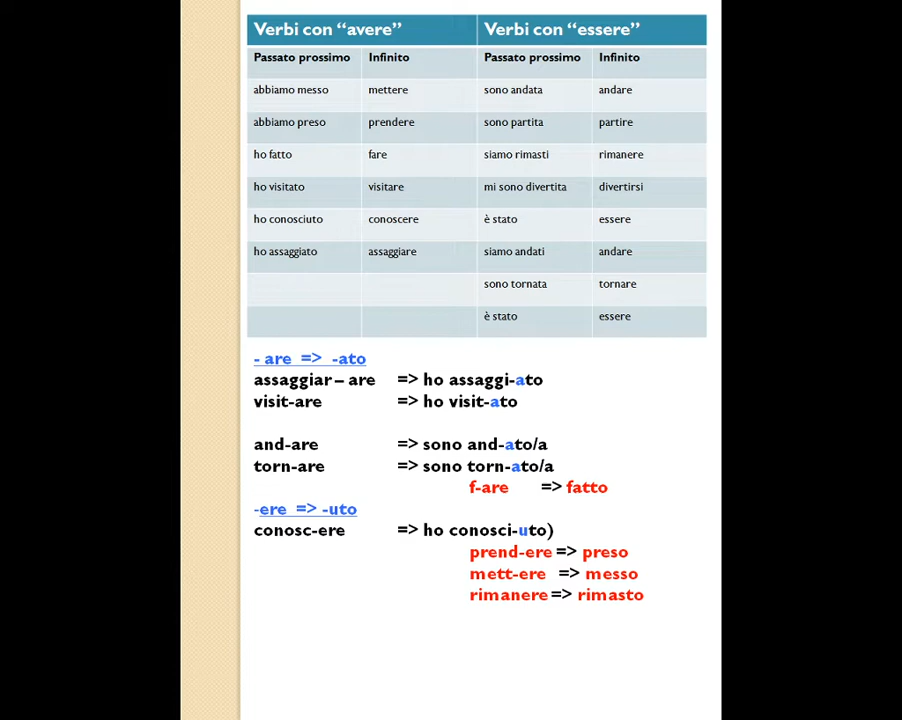 Verbi con “avere” Verbi con “essere”
Passato prossimo Infinito Passato prossimo Infinito
abbiamo messo mettere sono andata andare
abbiamo preso prendere sono partita partire
ho fatto fare siamo rimasti rimanere
ho visitato visitare mi sono divertita divertirsi
ho conosciuto conoscere è stato essere
ho assaggiato assaggiare siamo andati andare
sono tornata tornare
è stato essere
- are => -ato
assaggiar – are => ho assaggi-ato
visit-are => ho visit-ato
and-are => sono and-ato/a
torn-are => sono torn-ato/a
f-are => fatto
-ere => -uto
conosc-ere => ho conosci-uto)
prend-ere => preso
mett-ere => messo
rimanere => rimasto